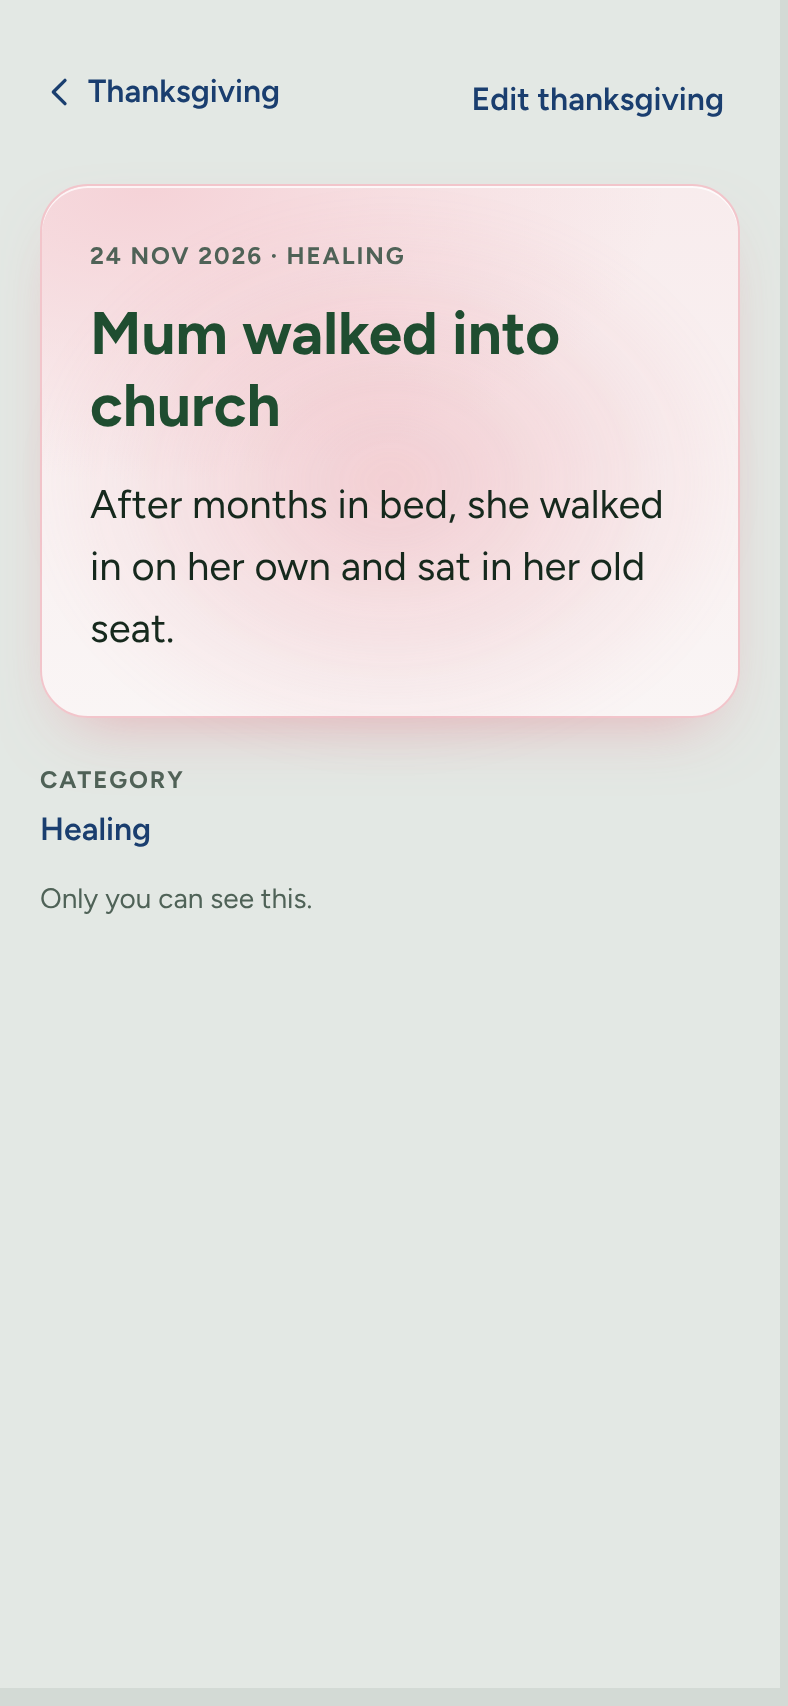 Thanksgiving
Edit thanksgiving
24 NOV 2026 · HEALING
Mum walked into
church
After months in bed, she walked
in on her own and sat in her old
seat.
CATEGORY
Healing
Only you can see this.